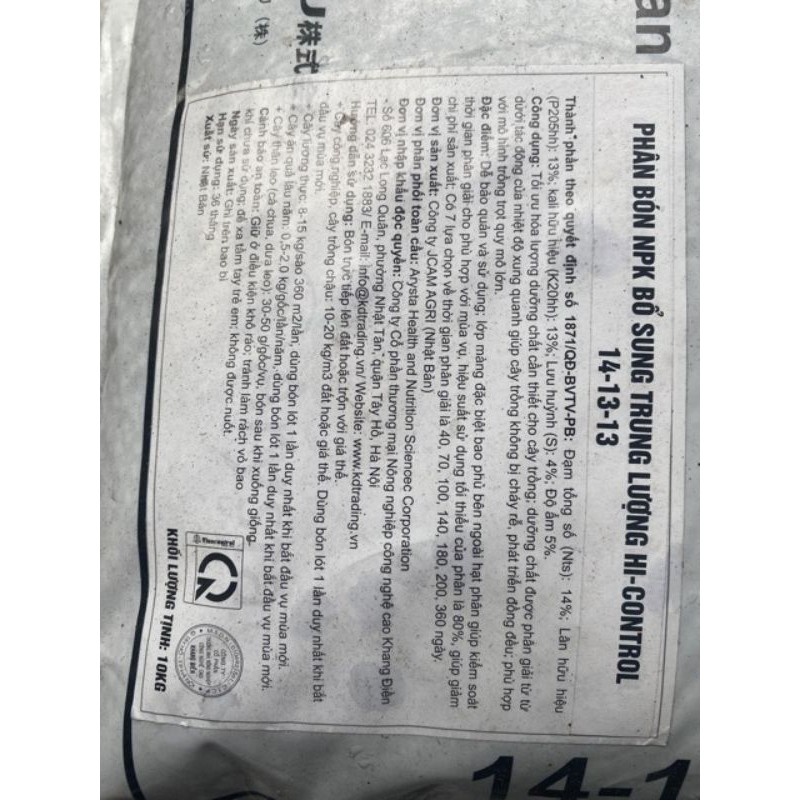 株式
(株)
an
PHÂN BÓN NPK BỔ SUNG TRUNG LƯỢNG HI-CONTROL
14-13-13
Thành phần theo quyết định số 1871/QĐ-BVTV-PB: Đạm tổng số (Nts): 14%; Lân hữu hiệu
(P205hh): 13%; kali hữu hiệu (K20hh): 13%; Lưu huỳnh (S): 4%; Độ ẩm 5%.
Công dụng: Tối ưu hóa lượng dưỡng chất cần thiết cho cây trồng; dưỡng chất được phân giải từ từ
dưới tác động của nhiệt độ xung quanh giúp cây trồng không bị cháy rễ, phát triển đồng đều; phù hợp
với mô hình trồng trọt quy mô lớn.
Đặc điểm: Dễ bảo quản và sử dụng; lớp màng đặc biệt bao phủ bên ngoài hạt phân giúp kiểm soát
thời gian phân giải cho phù hợp với mùa vụ, hiệu suất sử dụng tối thiểu của phân là 80%, giúp giảm
chi phí sản xuất: Có 7 lựa chọn về thời gian phân giải là 40, 70, 100, 140, 180, 200, 360 ngày.
Đơn vị sản xuất: Công ty JCAM AGRI (Nhật Bản)
Đơn vị phân phối toàn cầu: Arysta Health and Nutrition Sciencec Corporation
Đơn vị nhập khẩu độc quyền: Công ty Cổ phần thương mại Nông nghiệp công nghệ cao Khang Điền
- Số 606 Lạc Long Quân, phường Nhật Tân, quận Tây Hồ, Hà Nội
TEL 024 3232 1883/ E-mail: info@kdtrading.vn/ Website: www.kdtrading.vn
Hướng dẫn sử dụng: Bón trực tiếp lên đất hoặc trộn với giá thể.
+ Cây công nghiệp, cây trồng chậu: 10-20 kg/m3 đất hoặc giá thể. Dùng bón lót 1 lần duy nhất khi bắt
đầu vụ mùa mới.
+ Cây lương thực: 8-15 kg/sào 360 m2/lần, dùng bón lót 1 lần duy nhất khi bắt đầu vụ mùa mới.
+ Cây ăn quả lâu năm: 0,5-2,0 kg/gốc/lần/năm, dùng bón lót 1 lần duy nhất khi bắt đầu vụ mùa mới.
+ Cây thân leo (cà chua, dưa leo): 30-50 g/gốc/vụ, bón sau khi xuống giống.
Cảnh báo an toàn: Giữ ở điều kiện khô ráo; tránh làm rách vỏ bao
khi chưa sử dụng; để xa tầm tay trẻ em; không được nuốt.
Ngày sản xuất: Ghi trên bao bì
Hạn sử dụng: 36 tháng
Xuất sứ: Nhật Bản
KHỐI LƯỢNG TỊNH: 10KG
14-1